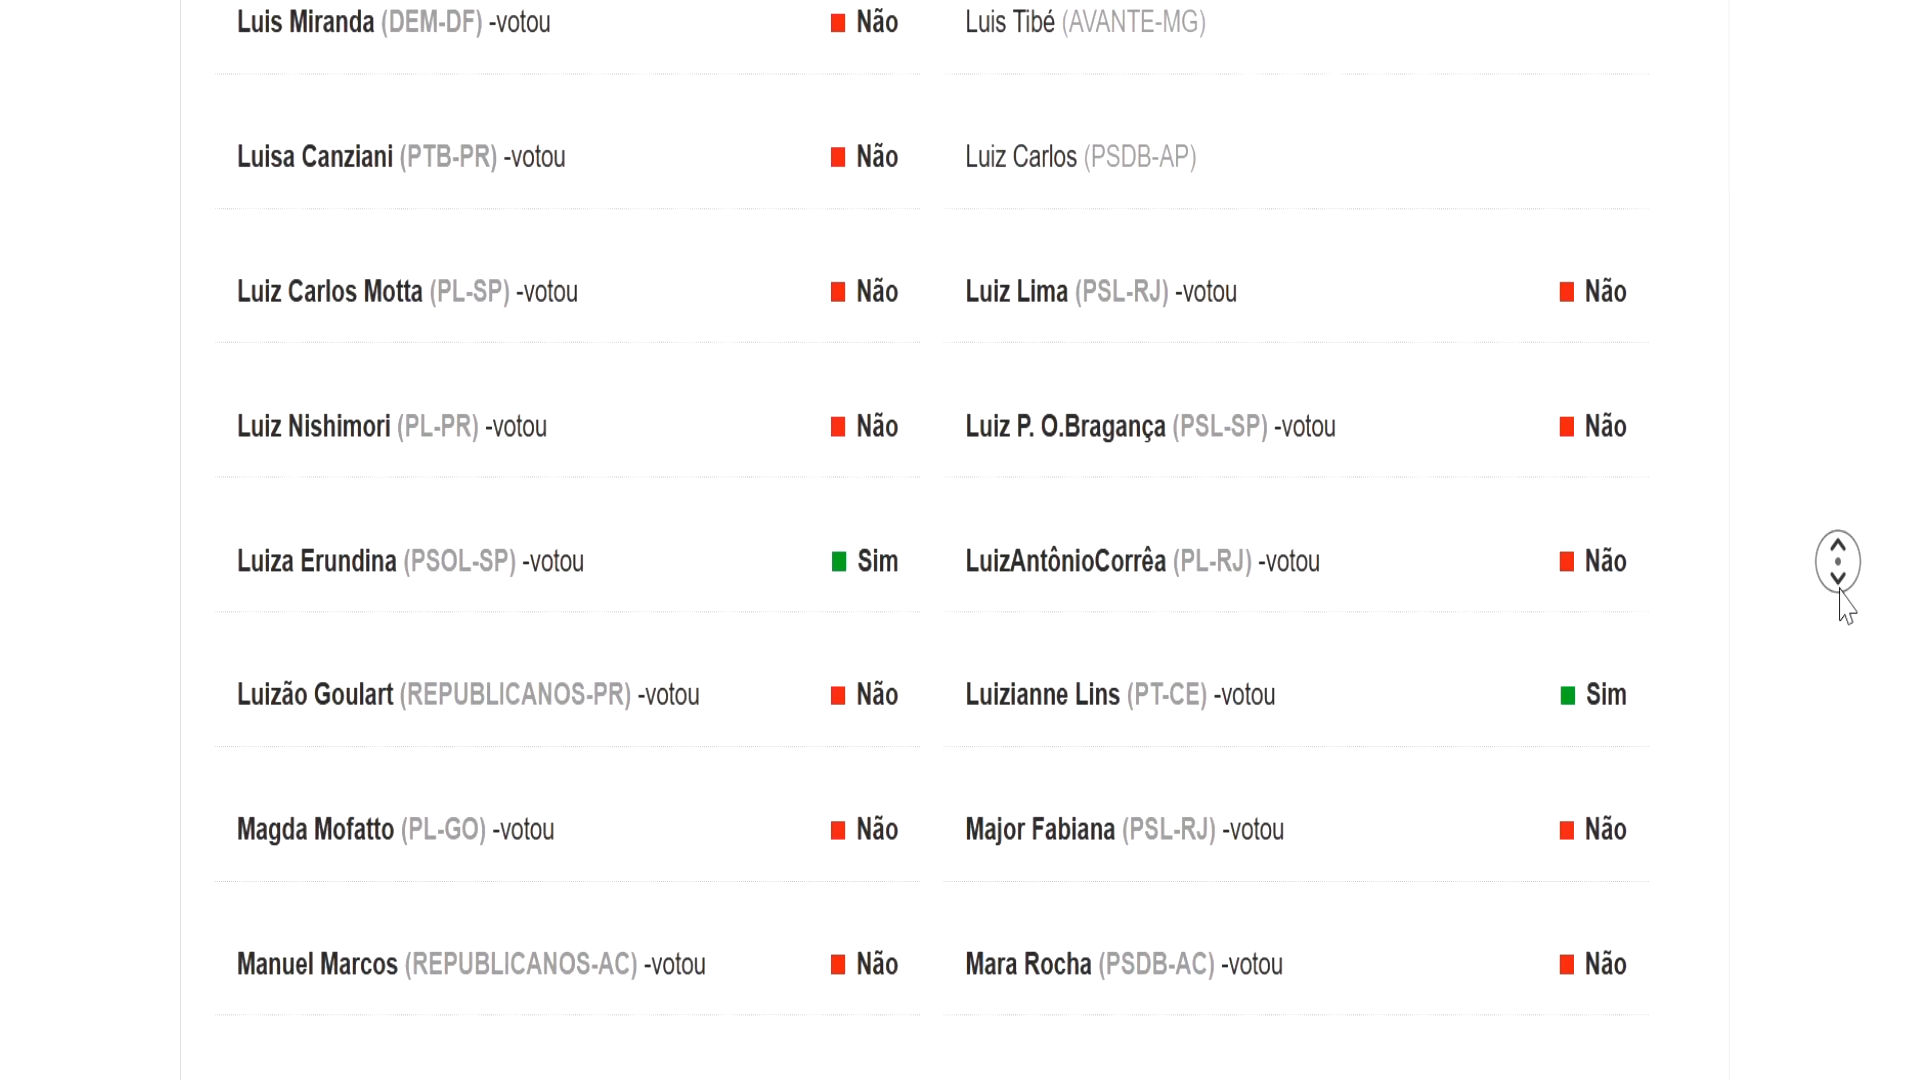 Luis Miranda (DEM-DF) -votou Não Luis Tibé (AVANTE-MG)
Luisa Canziani (PTB-PR) -votou Não Luiz Carlos (PSDB-AP)
Luiz Carlos Motta (PL-SP) -votou Não Luiz Lima (PSL-RJ) -votou Não
Luiz Nishimori (PL-PR) -votou Não Luiz P. O.Bragança (PSL-SP) -votou Não
Luiza Erundina (PSOL-SP) -votou Sim LuizAntônioCorrêa (PL-RJ) -votou Não
Luizão Goulart (REPUBLICANOS-PR) -votou Não Luizianne Lins (PT-CE) -votou Sim
Magda Mofatto (PL-GO) -votou Não Major Fabiana (PSL-RJ) -votou Não
Manuel Marcos (REPUBLICANOS-AC) -votou Não Mara Rocha (PSDB-AC) -votou Não